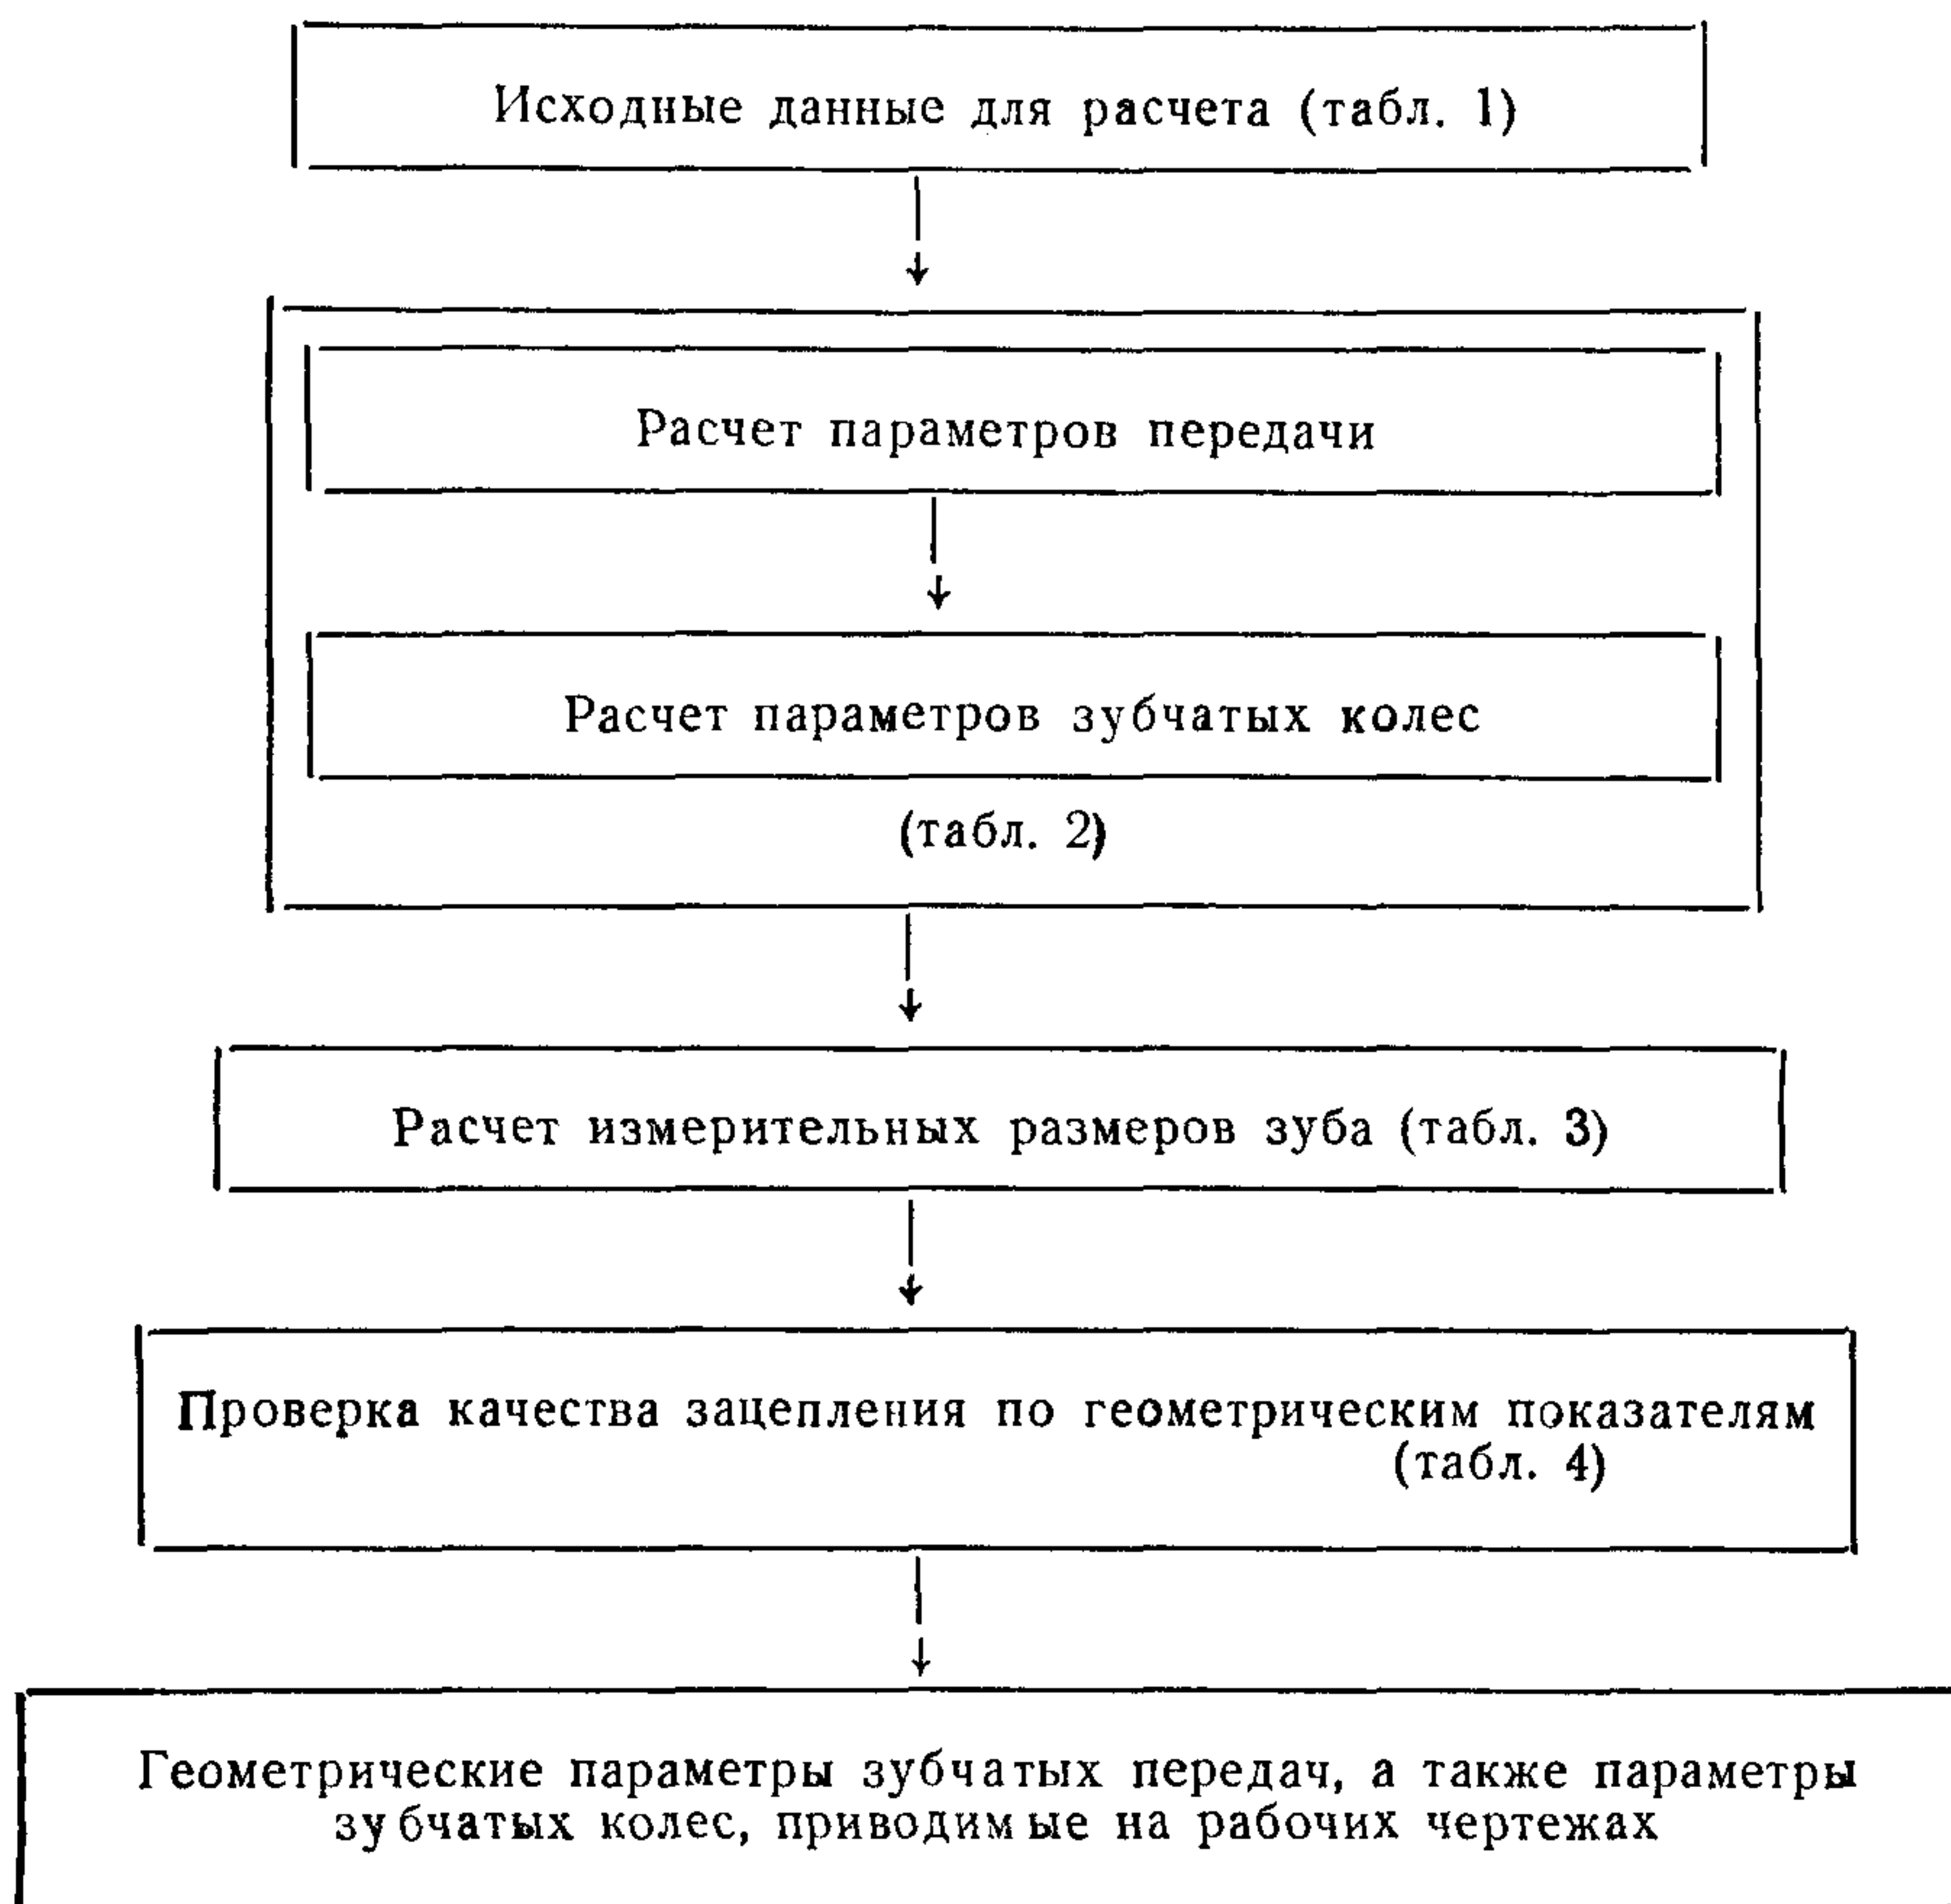 Исходные данные для расчета (табл. 1)
Расчет параметров передачи
Расчет параметров зубчатых колес
(табл. 2)
Расчет измерительных размеров зуба (табл. 3)
Проверка качества зацепления по геометрическим показателям
(табл. 4)
Геометрические параметры зубчатых передач, а также параметры
зубчатых колес, приводимые на рабочих чертежах